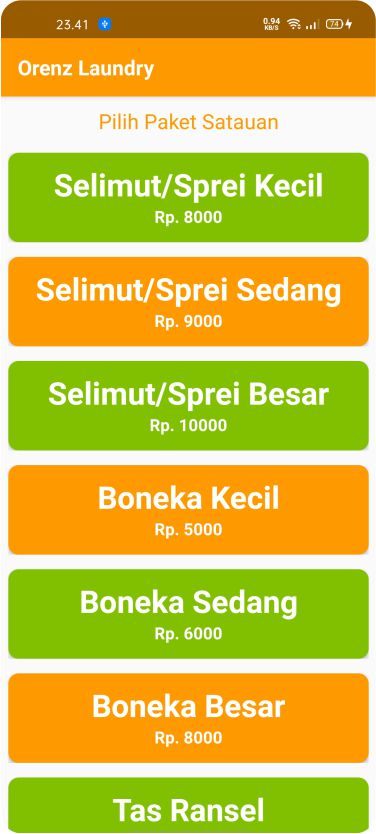 23.41 0.94 KB/S 74
Orenz Laundry
Pilih Paket Satauan
Selimut/Sprei Kecil
Rp. 8000
Selimut/Sprei Sedang
Rp. 9000
Selimut/Sprei Besar
Rp. 10000
Boneka Kecil
Rp. 5000
Boneka Sedang
Rp. 6000
Boneka Besar
Rp. 8000
Tas Ransel